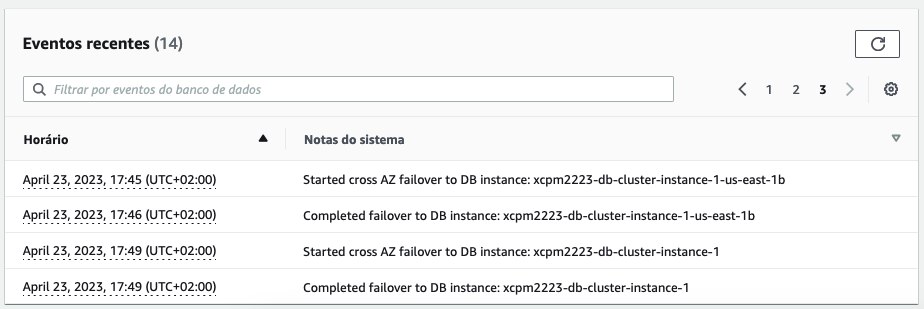 Eventos recentes (14)
Filtrar por eventos do banco de dados
1 2 3
Horário Notas do sistema
April 23, 2023, 17:45 (UTC+02:00) Started cross AZ failover to DB instance: xcpm2223-db-cluster-instance-1-us-east-1b
April 23, 2023, 17:46 (UTC+02:00) Completed failover to DB instance: xcpm2223-db-cluster-instance-1-us-east-1b
April 23, 2023, 17:49 (UTC+02:00) Started cross AZ failover to DB instance: xcpm2223-db-cluster-instance-1
April 23, 2023, 17:49 (UTC+02:00) Completed failover to DB instance: xcpm2223-db-cluster-instance-1